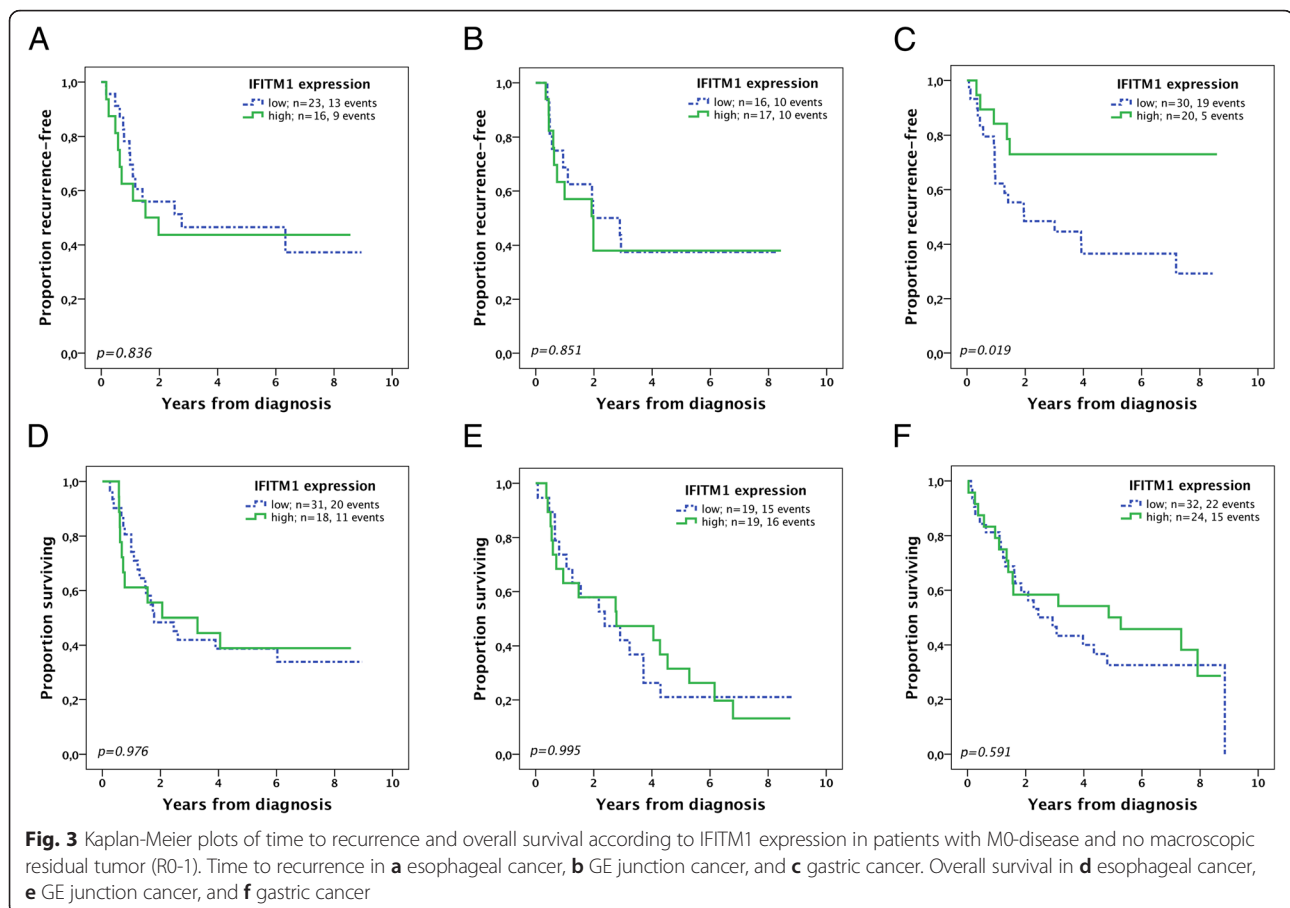 A
IFITM1 expression
low; n=23, 13 events
high; n=16, 9 events
Proportion recurrence-free
1,0
0,8
0,6
0,4
0,2
0,0
p=0.836
0 2 4 6 8 10
Years from diagnosis
B
IFITM1 expression
low; n=16, 10 events
high; n=17, 10 events
Proportion recurrence-free
1,0
0,8
0,6
0,4
0,2
0,0
p=0.851
0 2 4 6 8 10
Years from diagnosis
C
IFITM1 expression
low; n=30, 19 events
high; n=20, 5 events
Proportion recurrence-free
1,0
0,8
0,6
0,4
0,2
0,0
p=0.019
0 2 4 6 8 10
Years from diagnosis
D
IFITM1 expression
low; n=31, 20 events
high; n=18, 11 events
Proportion surviving
1,0
0,8
0,6
0,4
0,2
0,0
p=0.976
0 2 4 6 8 10
Years from diagnosis
E
IFITM1 expression
low; n=19, 15 events
high; n=19, 16 events
Proportion surviving
1,0
0,8
0,6
0,4
0,2
0,0
p=0.995
0 2 4 6 8 10
Years from diagnosis
F
IFITM1 expression
low; n=32, 22 events
high; n=24, 15 events
Proportion surviving
1,0
0,8
0,6
0,4
0,2
0,0
p=0.591
0 2 4 6 8 10
Years from diagnosis
Fig. 3 Kaplan-Meier plots of time to recurrence and overall survival according to IFITM1 expression in patients with M0-disease and no macroscopic
residual tumor (R0-1). Time to recurrence in a esophageal cancer, b GE junction cancer, and c gastric cancer. Overall survival in d esophageal cancer,
e GE junction cancer, and f gastric cancer